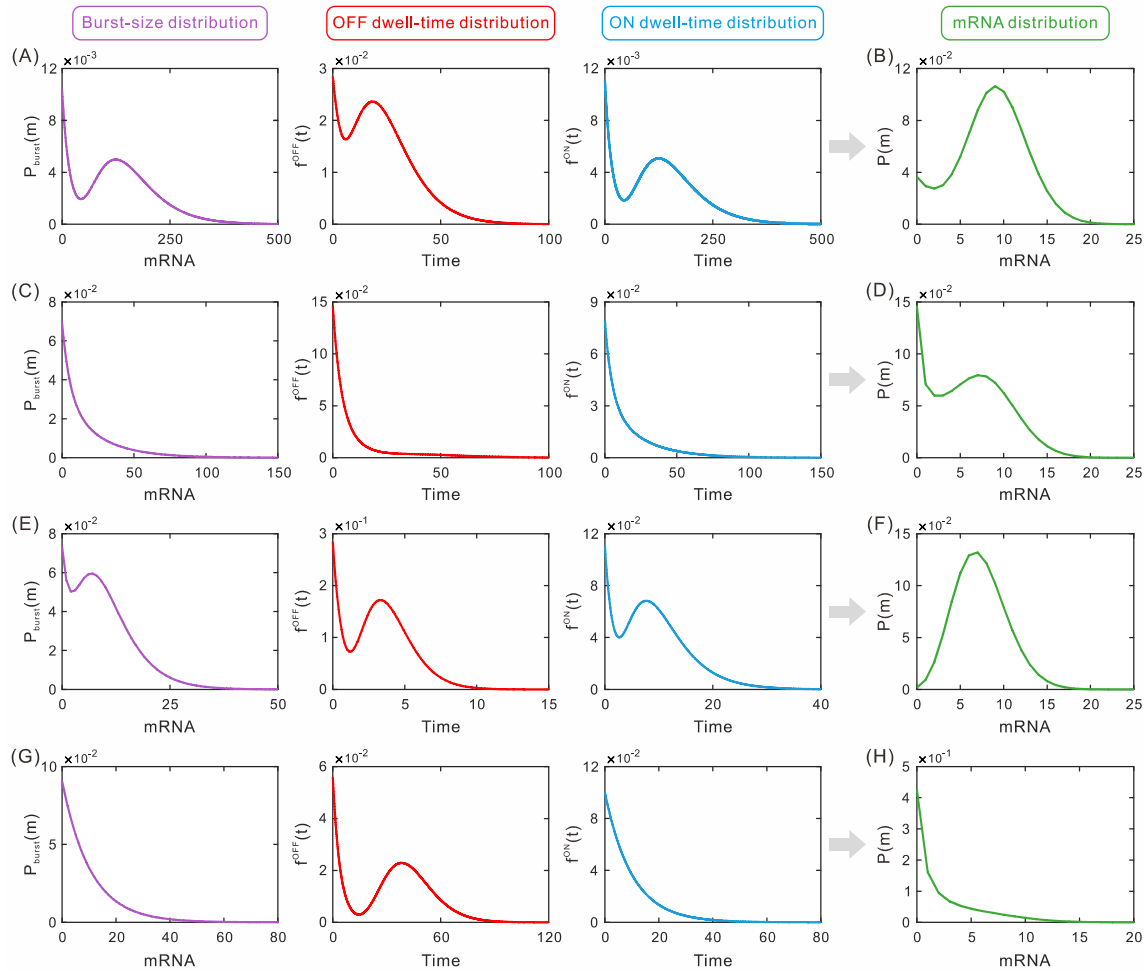 Burst-size distribution
OFF dwell-time distribution
ON dwell-time distribution
mRNA distribution
(A)
×10⁻³
12
8
4
0
P_burst(m)
0 250 500
mRNA
×10⁻²
3
2
1
0
f^OFF(t)
0 50 100
Time
×10⁻³
12
8
4
0
f^ON(t)
0 250 500
Time
(B)
×10⁻²
12
8
4
0
P(m)
0 5 10 15 20 25
mRNA
(C)
×10⁻²
8
6
4
2
0
P_burst(m)
0 50 100 150
mRNA
×10⁻²
15
10
5
0
f^OFF(t)
0 50 100
Time
×10⁻²
9
6
3
0
f^ON(t)
0 50 100 150
Time
(D)
×10⁻²
15
10
5
0
P(m)
0 5 10 15 20 25
mRNA
(E)
×10⁻²
8
6
4
2
0
P_burst(m)
0 25 50
mRNA
×10⁻¹
3
2
1
0
f^OFF(t)
0 5 10 15
Time
×10⁻²
12
8
4
0
f^ON(t)
0 20 40
Time
(F)
×10⁻²
15
10
5
0
P(m)
0 5 10 15 20 25
mRNA
(G)
×10⁻²
10
5
0
P_burst(m)
0 20 40 60 80
mRNA
×10⁻²
6
4
2
0
f^OFF(t)
0 60 120
Time
×10⁻²
12
8
4
0
f^ON(t)
0 20 40 60 80
Time
(H)
×10⁻¹
5
4
3
2
1
0
P(m)
0 5 10 15 20
mRNA